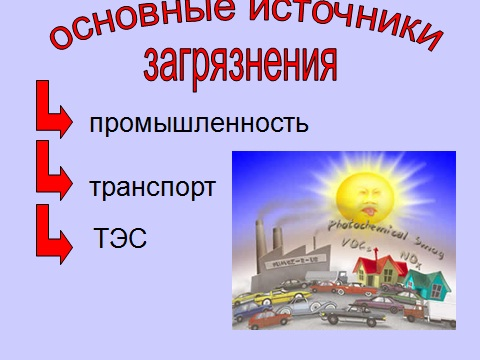 основные источники
загрязнения
промышленность
транспорт
ТЭС
Photochemical Smog
VOCs NOx